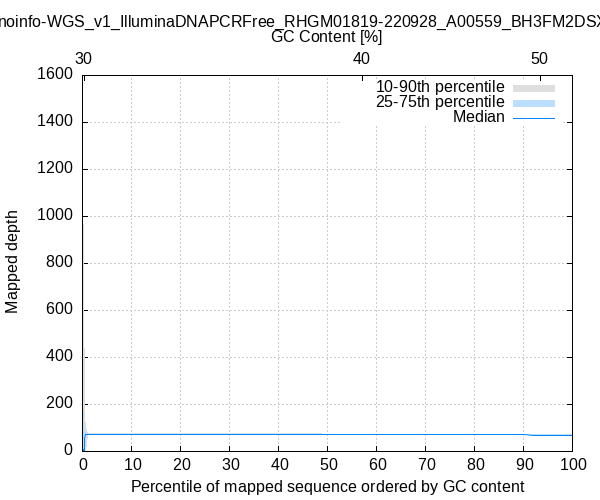 noinfo-WGS_v1_IlluminaDNAPCRFree_RHGM01819-220928_A00559_BH3FM2DSX
GC Content [%]
30 40 50
1600
1400
1200
1000
800
600
400
200
0
Mapped depth
10-90th percentile
25-75th percentile
Median
0 10 20 30 40 50 60 70 80 90 100
Percentile of mapped sequence ordered by GC content